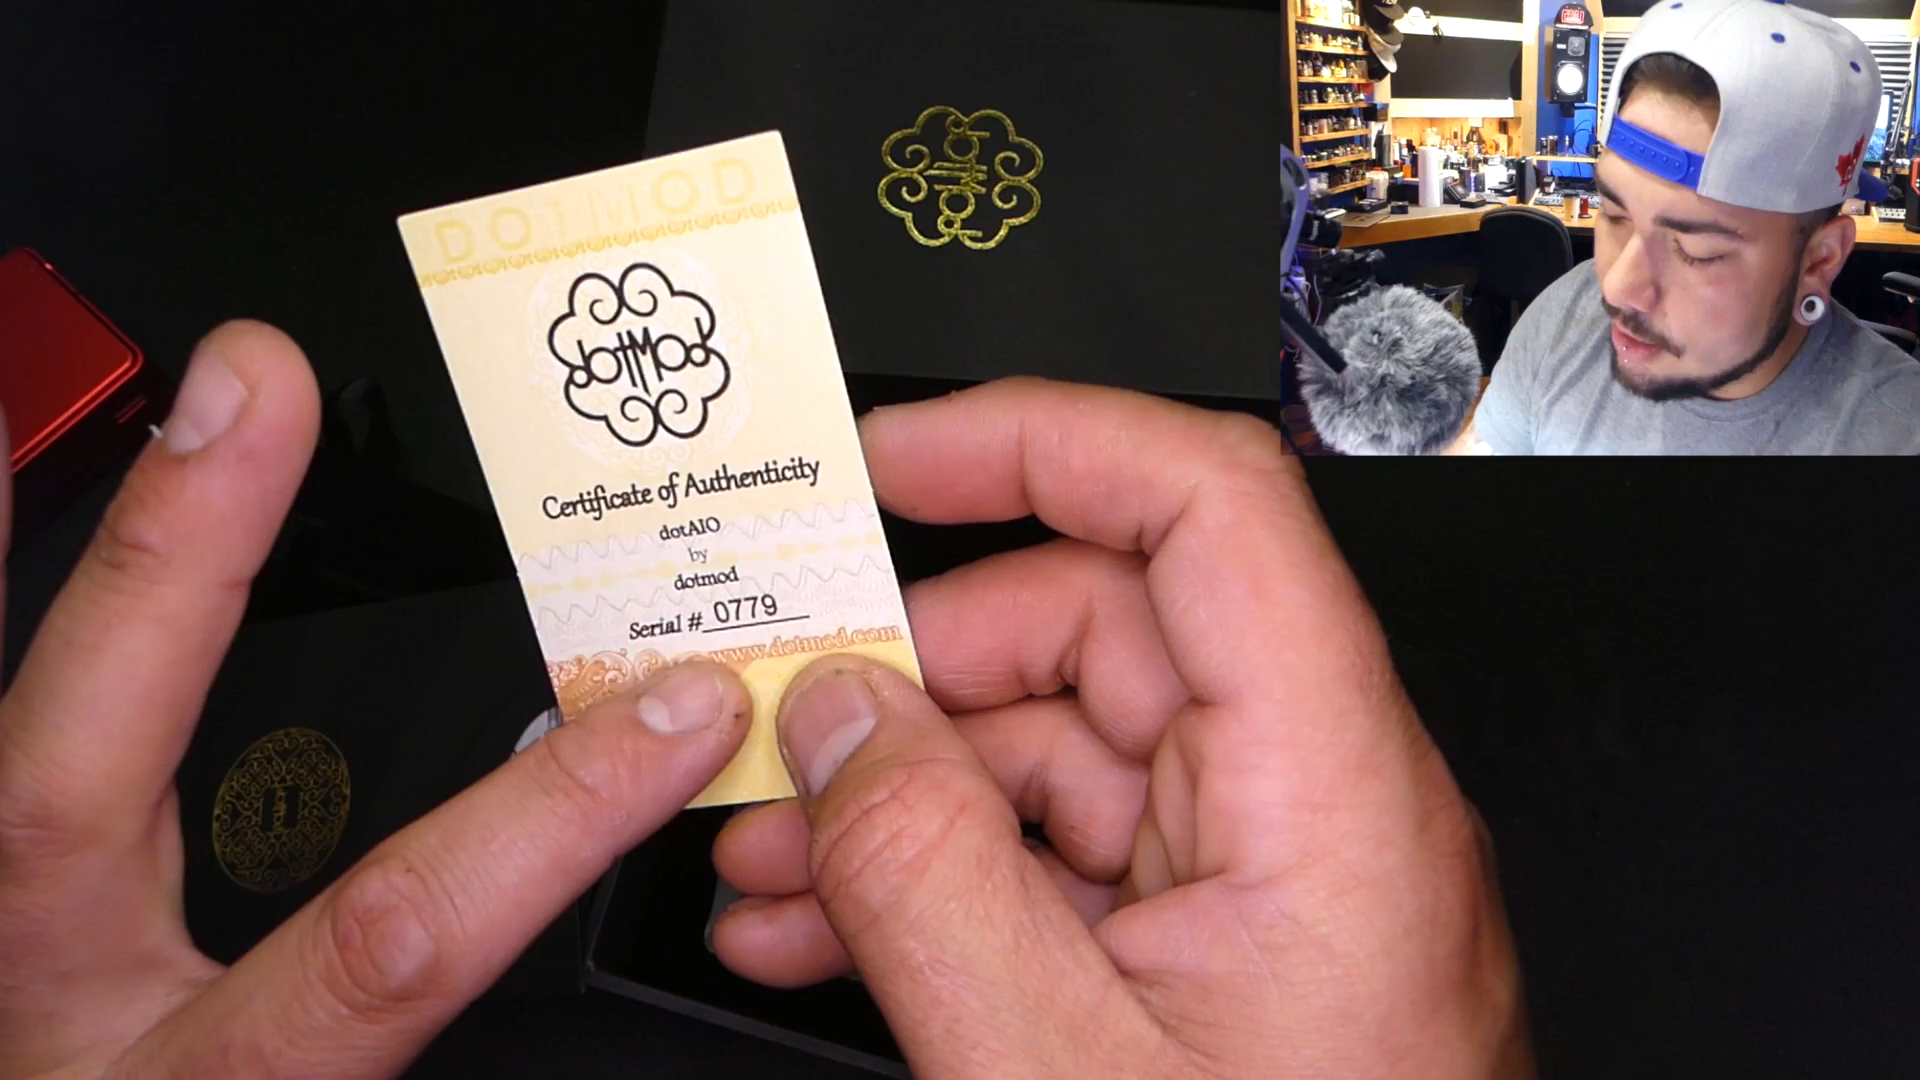 DOTMOD
dotMod
Certificate of Authenticity
dotAIO
by
dotmod
Serial # 0779
www.dotmod.com